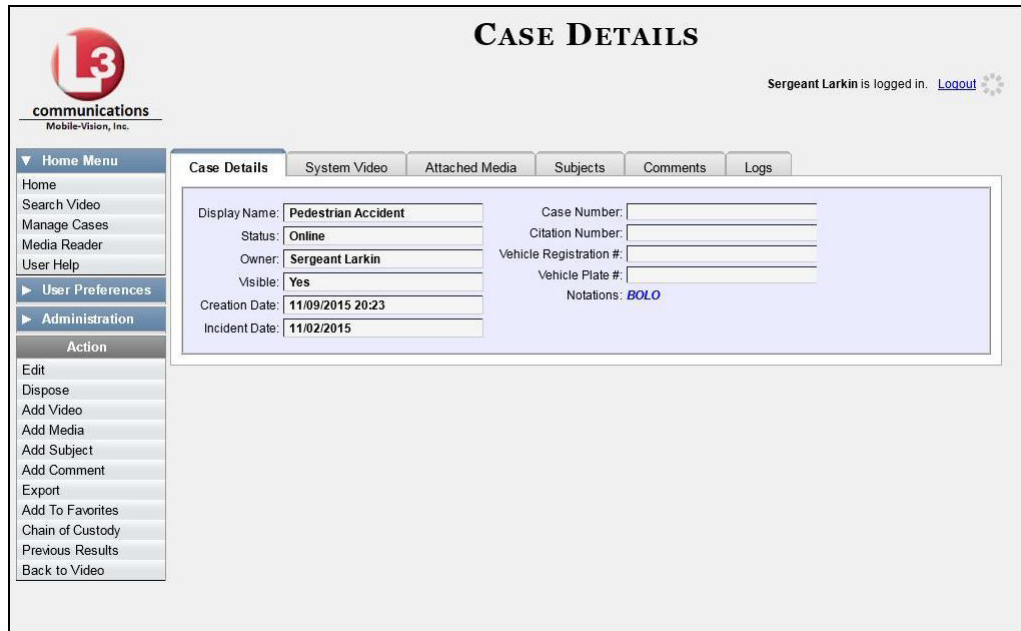 CASE DETAILS
L3
communications
Mobile-Vision, Inc.
Sergeant Larkin is logged in. Logout
▼ Home Menu
Home
Search Video
Manage Cases
Media Reader
User Help
► User Preferences
► Administration
Action
Edit
Dispose
Add Video
Add Media
Add Subject
Add Comment
Export
Add To Favorites
Chain of Custody
Previous Results
Back to Video
Case Details System Video Attached Media Subjects Comments Logs
Display Name: Pedestrian Accident
Status: Online
Owner: Sergeant Larkin
Visible: Yes
Creation Date: 11/09/2015 20:23
Incident Date: 11/02/2015
Case Number:
Citation Number:
Vehicle Registration #:
Vehicle Plate #:
Notations: BOLO